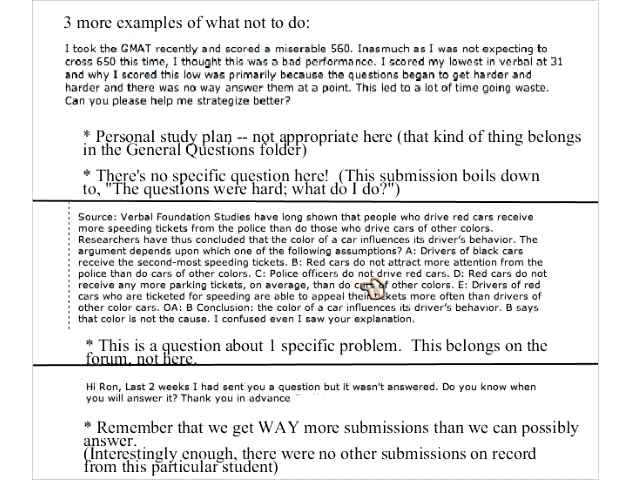 3 more examples of what not to do:
I took the GMAT recently and scored a miserable 560. Inasmuch as I was not expecting to
cross 650 this time, I thought this was a bad performance. I scored my lowest in verbal at 31
and why I scored this low was primarily because the questions began to get harder and
harder and there was no way answer them at a point. This led to a lot of time going waste.
Can you please help me strategize better?
* Personal study plan -- not appropriate here (that kind of thing belongs
in the General Questions folder)
* There's no specific question here! (This submission boils down
to, "The questions were hard; what do I do?")
Source: Verbal Foundation Studies have long shown that people who drive red cars receive
more speeding tickets from the police than do those who drive cars of other colors.
Researchers have thus concluded that the color of a car influences its driver's behavior. The
argument depends upon which one of the following assumptions? A: Drivers of black cars
receive the second-most speeding tickets. B: Red cars do not attract more attention from the
police than do cars of other colors. C: Police officers do not drive red cars. D: Red cars do not
receive any more parking tickets, on average, than do cars of other colors. E: Drivers of red
cars who are ticketed for speeding are able to appeal their tickets more often than drivers of
other color cars. OA: B Conclusion: the color of a car influences its driver's behavior. B says
that color is not the cause. I confused even I saw your explanation.
* This is a question about 1 specific problem. This belongs on the
forum, not here.
Hi Ron, Last 2 weeks I had sent you a question but it wasn't answered. Do you know when
you will answer it? Thank you in advance
* Remember that we get WAY more submissions than we can possibly
answer.
(Interestingly enough, there were no other submissions on record
from this particular student)